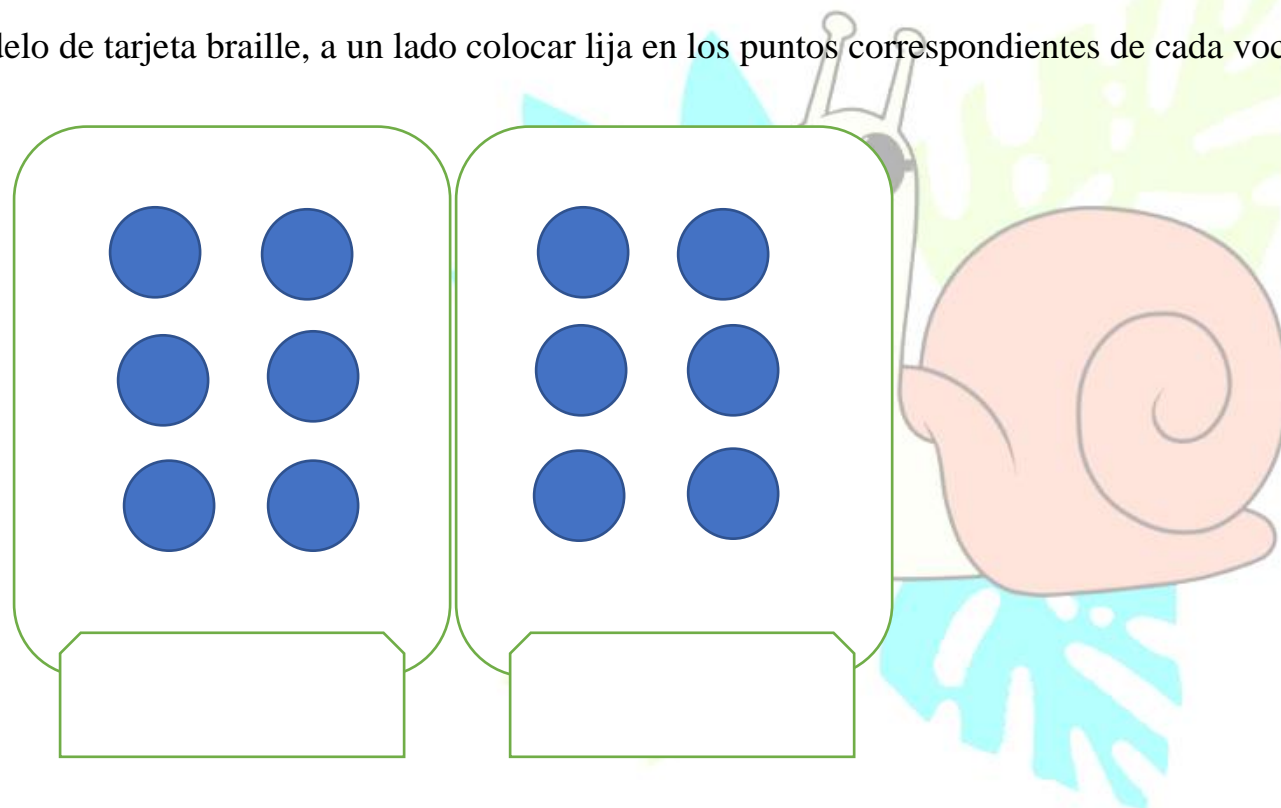 delo de tarjeta braille, a un lado colocar lija en los puntos correspondientes de cada voc